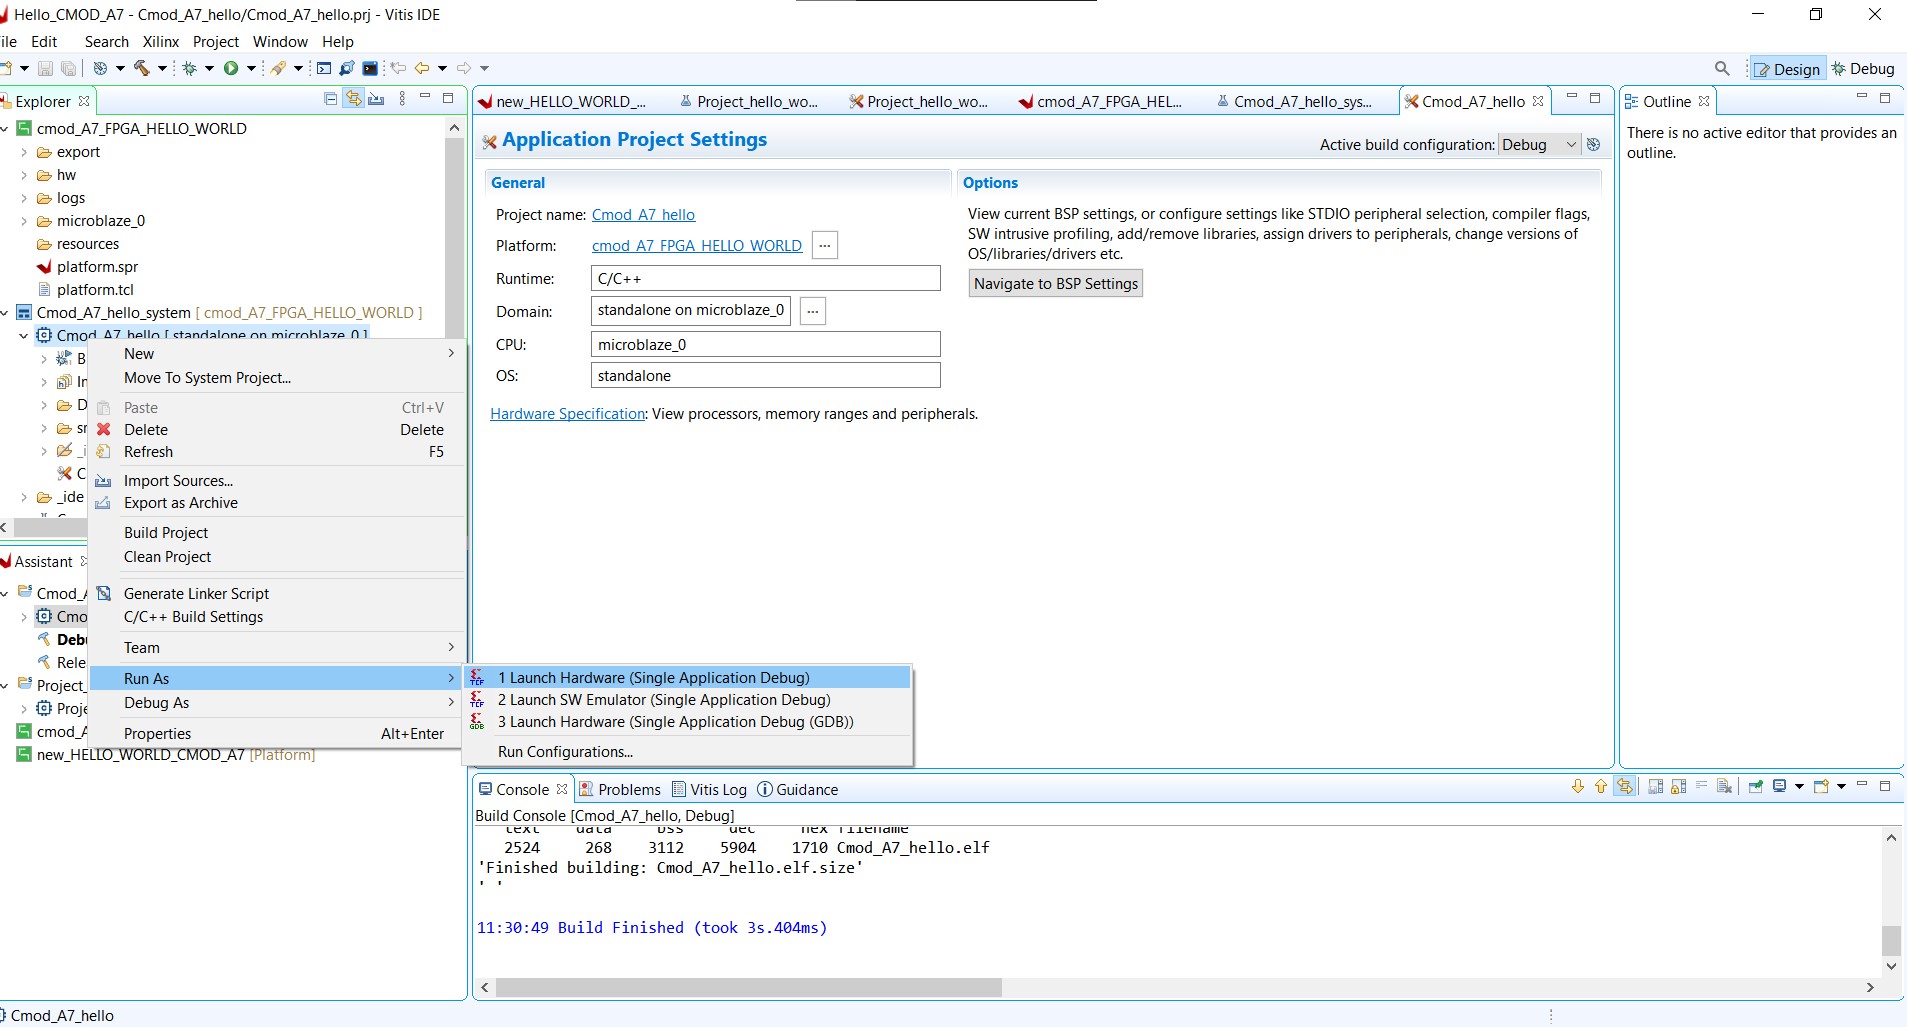 Hello_CMOD_A7 - Cmod_A7_hello/Cmod_A7_hello.prj - Vitis IDE
ile Edit Search Xilinx Project Window Help
Design Debug
Explorer
cmod_A7_FPGA_HELLO_WORLD
export
hw
logs
microblaze_0
resources
platform.spr
platform.tcl
Cmod_A7_hello_system [ cmod_A7_FPGA_HELLO_WORLD ]
Cmod_A7_hello [ standalone on microblaze_0 ]
B
In
D
sr
_i
C
_ide
New
Move To System Project...
Paste Ctrl+V
Delete Delete
Refresh F5
Import Sources...
Export as Archive
Build Project
Clean Project
Generate Linker Script
C/C++ Build Settings
Team
Run As
Debug As
Properties Alt+Enter
1 Launch Hardware (Single Application Debug)
2 Launch SW Emulator (Single Application Debug)
3 Launch Hardware (Single Application Debug (GDB))
Run Configurations...
Assistant
Cmod_A
Cmo
Debu
Rele
Project_
Proje
cmod_A
new_HELLO_WORLD_CMOD_A7 [Platform]
new_HELLO_WORLD_... Project_hello_wo... Project_hello_wo... cmod_A7_FPGA_HEL... Cmod_A7_hello_sys... Cmod_A7_hello
Application Project Settings
Active build configuration: Debug
General
Project name: Cmod_A7_hello
Platform: cmod_A7_FPGA_HELLO_WORLD ...
Runtime: C/C++
Domain: standalone on microblaze_0 ...
CPU: microblaze_0
OS: standalone
Hardware Specification: View processors, memory ranges and peripherals.
Options
View current BSP settings, or configure settings like STDIO peripheral selection, compiler flags,
SW intrusive profiling, add/remove libraries, assign drivers to peripherals, change versions of
OS/libraries/drivers etc.
Navigate to BSP Settings
Outline
There is no active editor that provides an
outline.
Console Problems Vitis Log Guidance
Build Console [Cmod_A7_hello, Debug]
text data bss dec hex filename
2524 268 3112 5904 1710 Cmod_A7_hello.elf
'Finished building: Cmod_A7_hello.elf.size'
' '
11:30:49 Build Finished (took 3s.404ms)
Cmod_A7_hello